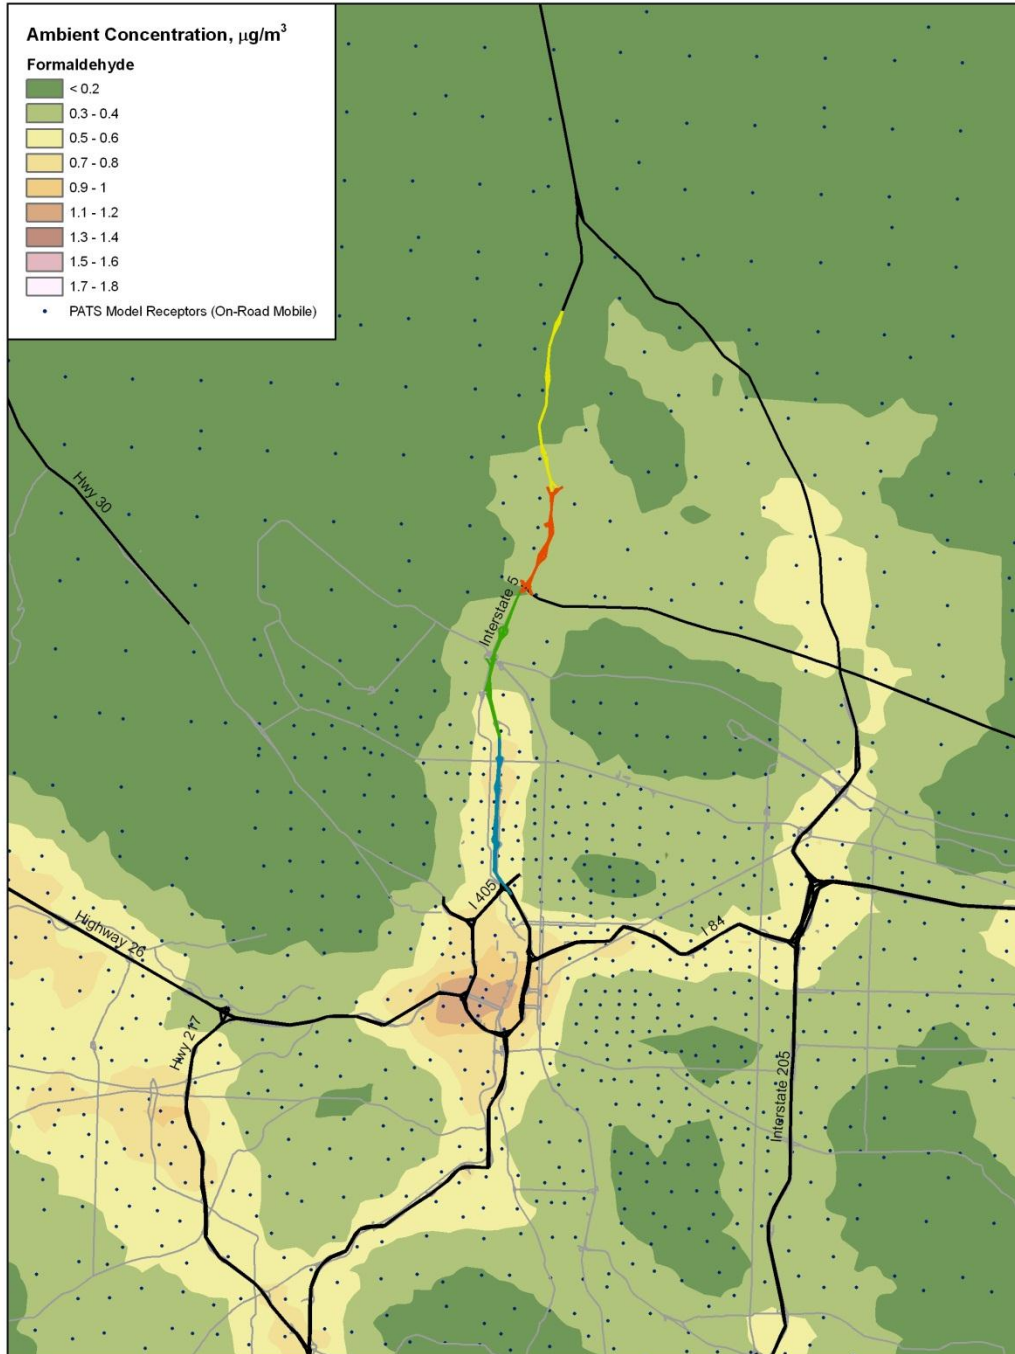 Ambient Concentration, µg/m³
Formaldehyde
< 0.2
0.3 - 0.4
0.5 - 0.6
0.7 - 0.8
0.9 - 1
1.1 - 1.2
1.3 - 1.4
1.5 - 1.6
1.7 - 1.8
PATS Model Receptors (On-Road Mobile)
Hwy 30
Interstate 5
I 405
Highway 26
I 84
Hwy 217
Interstate 205